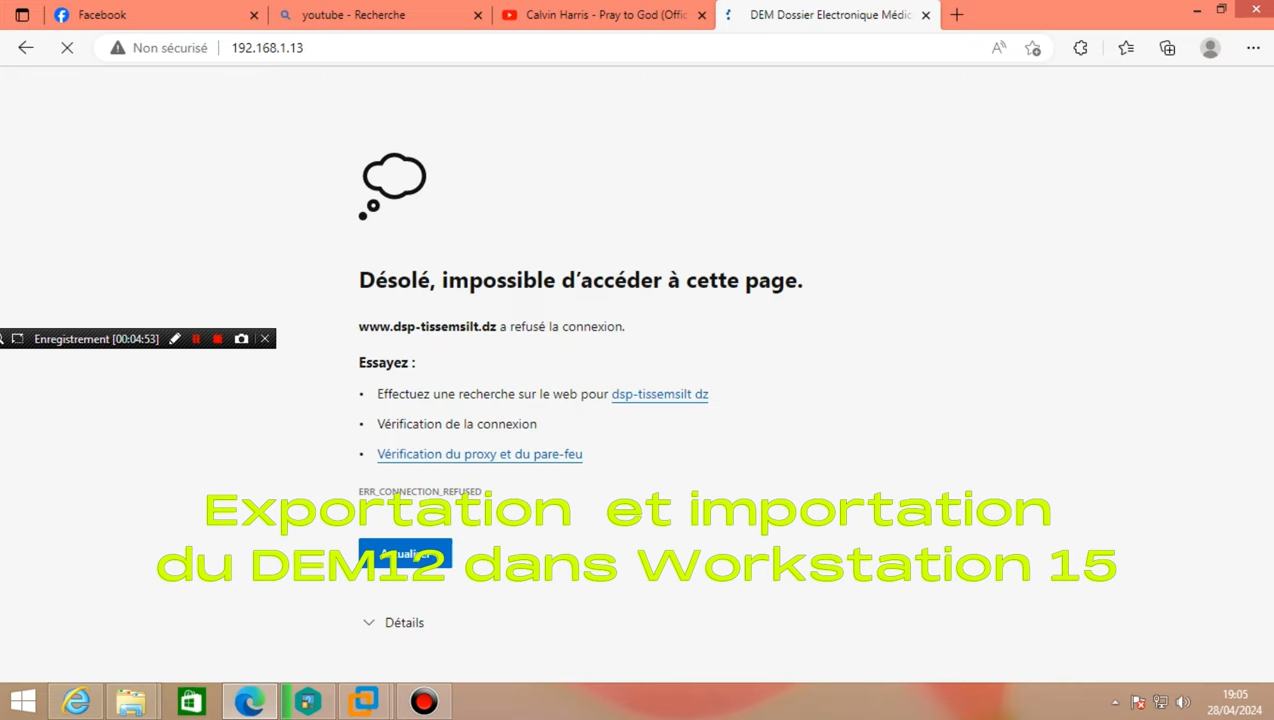 Facebook
youtube - Recherche
Calvin Harris - Pray to God (Offic
DEM Dossier Electronique Médic
Non sécurisé
192.168.1.13
Désolé, impossible d’accéder à cette page.
www.dsp-tissemsilt.dz a refusé la connexion.
Enregistrement [00:04:53]
Essayez :
• Effectuez une recherche sur le web pour dsp-tissemsilt dz
• Vérification de la connexion
• Vérification du proxy et du pare-feu
ERR_CONNECTION_REFUSED
Exportation et importation
Actualiser
du DEM12 dans Workstation 15
Détails
19:05
28/04/2024